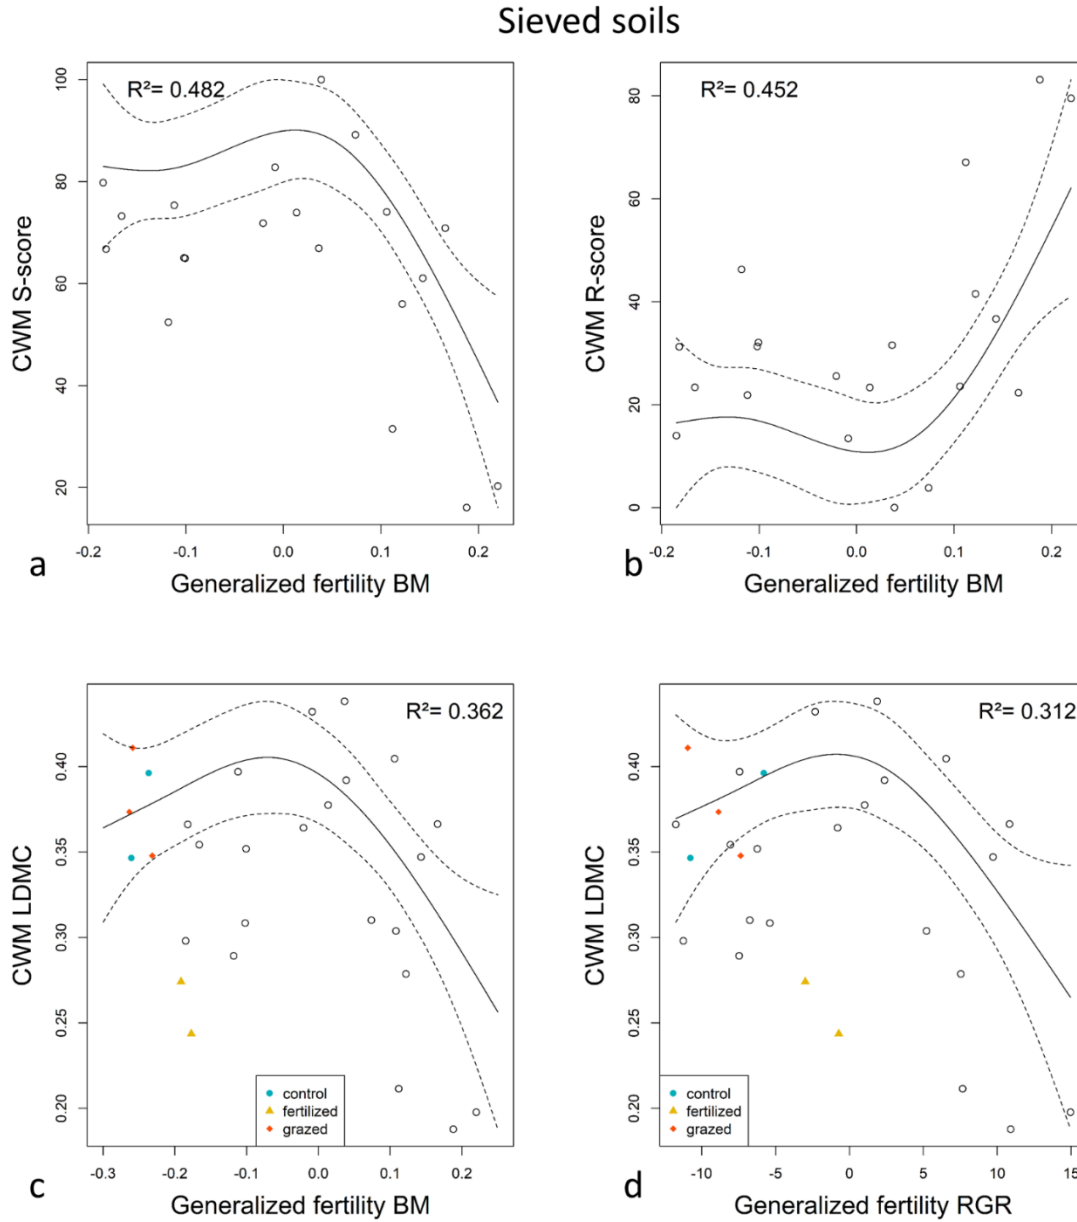 Sieved soils
R²= 0.482
CWM S-score
100
80
60
40
20
-0.2
-0.1
0.0
0.1
0.2
a
Generalized fertility BM
R²= 0.452
CWM R-score
80
60
40
20
0
-0.2
-0.1
0.0
0.1
0.2
b
Generalized fertility BM
R²= 0.362
CWM LDMC
0.40
0.35
0.30
0.25
0.20
control
fertilized
grazed
-0.3
-0.2
-0.1
0.0
0.1
0.2
c
Generalized fertility BM
R²= 0.312
CWM LDMC
0.40
0.35
0.30
0.25
0.20
control
fertilized
grazed
-10
-5
0
5
10
15
d
Generalized fertility RGR